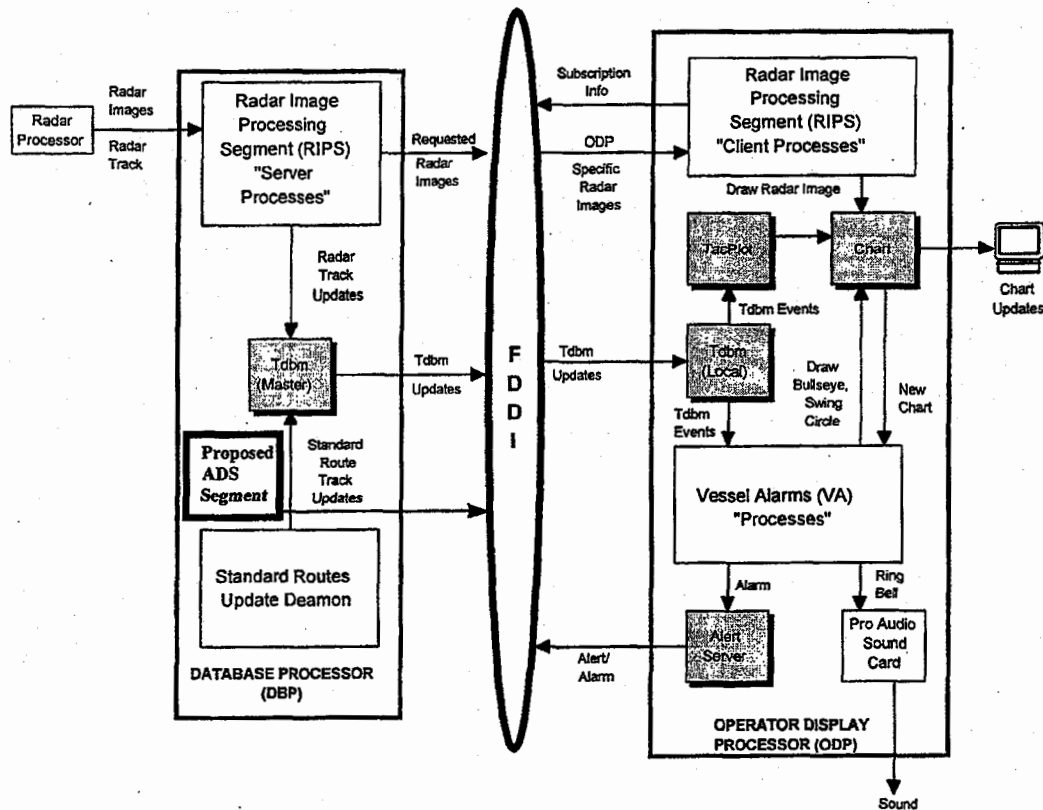 Radar
Processor
Radar
Images
Radar
Track
Radar Image
Processing
Segment (RIPS)
"Server
Processes"
Requested
Radar
Images
Radar
Track
Updates
Tdbm
(Master)
Tdbm
Updates
Proposed
ADS
Segment
Standard
Route
Track
Updates
Standard Routes
Update Deamon
DATABASE PROCESSOR
(DBP)
F
D
D
I
Subscription
Info
ODP
Specific
Radar
Images
Tdbm
Updates
Alert/
Alarm
Radar Image
Processing
Segment (RIPS)
"Client Processes"
Draw Radar Image
TacPlot
Chart
Chart
Updates
Tdbm Events
Tdbm
(Local)
Tdbm
Events
Draw
Bullseye,
Swing
Circle
New
Chart
Vessel Alarms (VA)
"Processes"
Alarm
Ring
Bell
Alert
Server
Pro Audio
Sound
Card
OPERATOR DISPLAY
PROCESSOR (ODP)
Sound